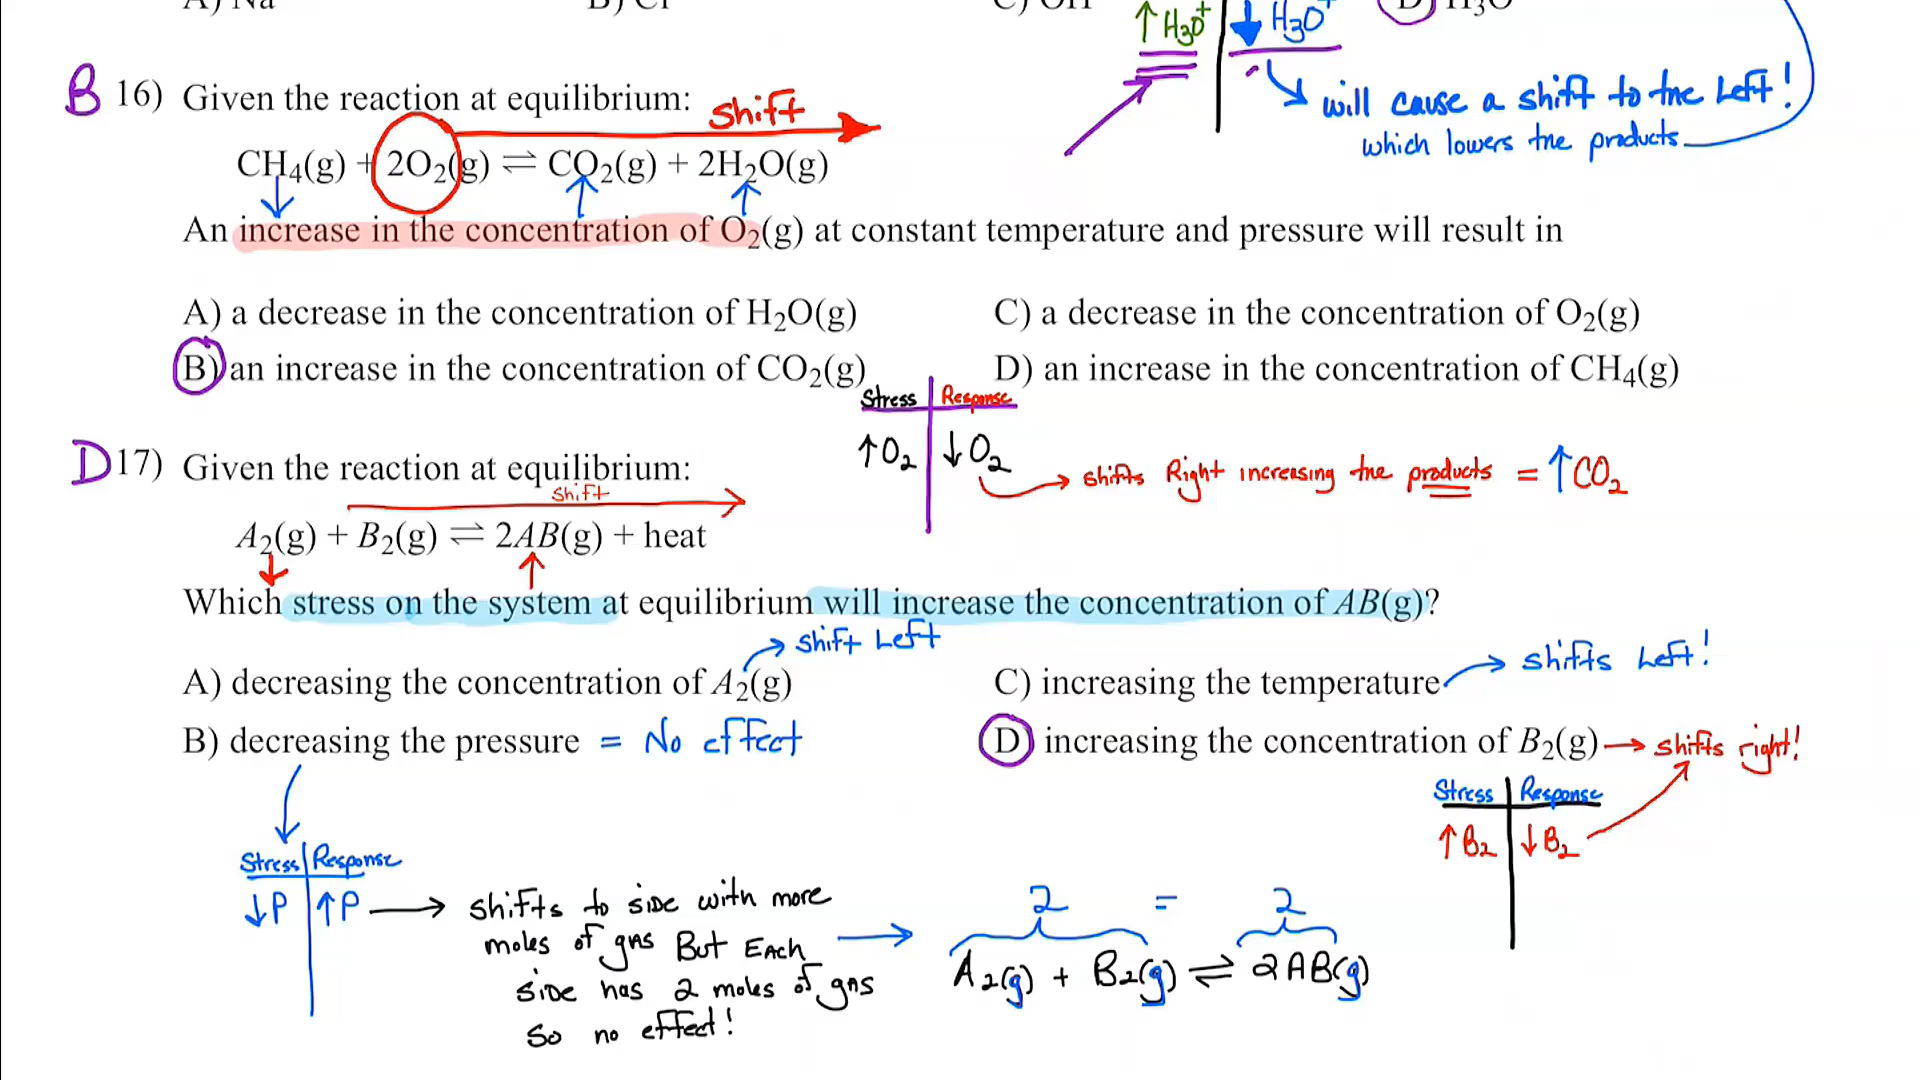 A) Na B) Cl C) OH D) H₃O
↑H₃O⁺ ↓H₃O⁺
B 16) Given the reaction at equilibrium:
shift
will cause a shift to the Left!
which lowers the products
CH₄(g) + 2O₂(g) ⇌ CO₂(g) + 2H₂O(g)
An increase in the concentration of O₂(g) at constant temperature and pressure will result in
A) a decrease in the concentration of H₂O(g) C) a decrease in the concentration of O₂(g)
B) an increase in the concentration of CO₂(g) D) an increase in the concentration of CH₄(g)
Stress Response
↑O₂ ↓O₂
→ shifts Right increasing the products = ↑CO₂
D 17) Given the reaction at equilibrium:
shift
A₂(g) + B₂(g) ⇌ 2AB(g) + heat
Which stress on the system at equilibrium will increase the concentration of AB(g)?
→ shift Left
→ shifts Left!
A) decreasing the concentration of A₂(g) C) increasing the temperature
B) decreasing the pressure = No effect D) increasing the concentration of B₂(g) → shifts right!
Stress Response
↑B₂ ↓B₂
Stress Response
↓P ↑P → shifts to side with more
moles of gas But Each
side has 2 moles of gas
so no effect!
2 = 2
A₂(g) + B₂(g) ⇌ 2AB(g)